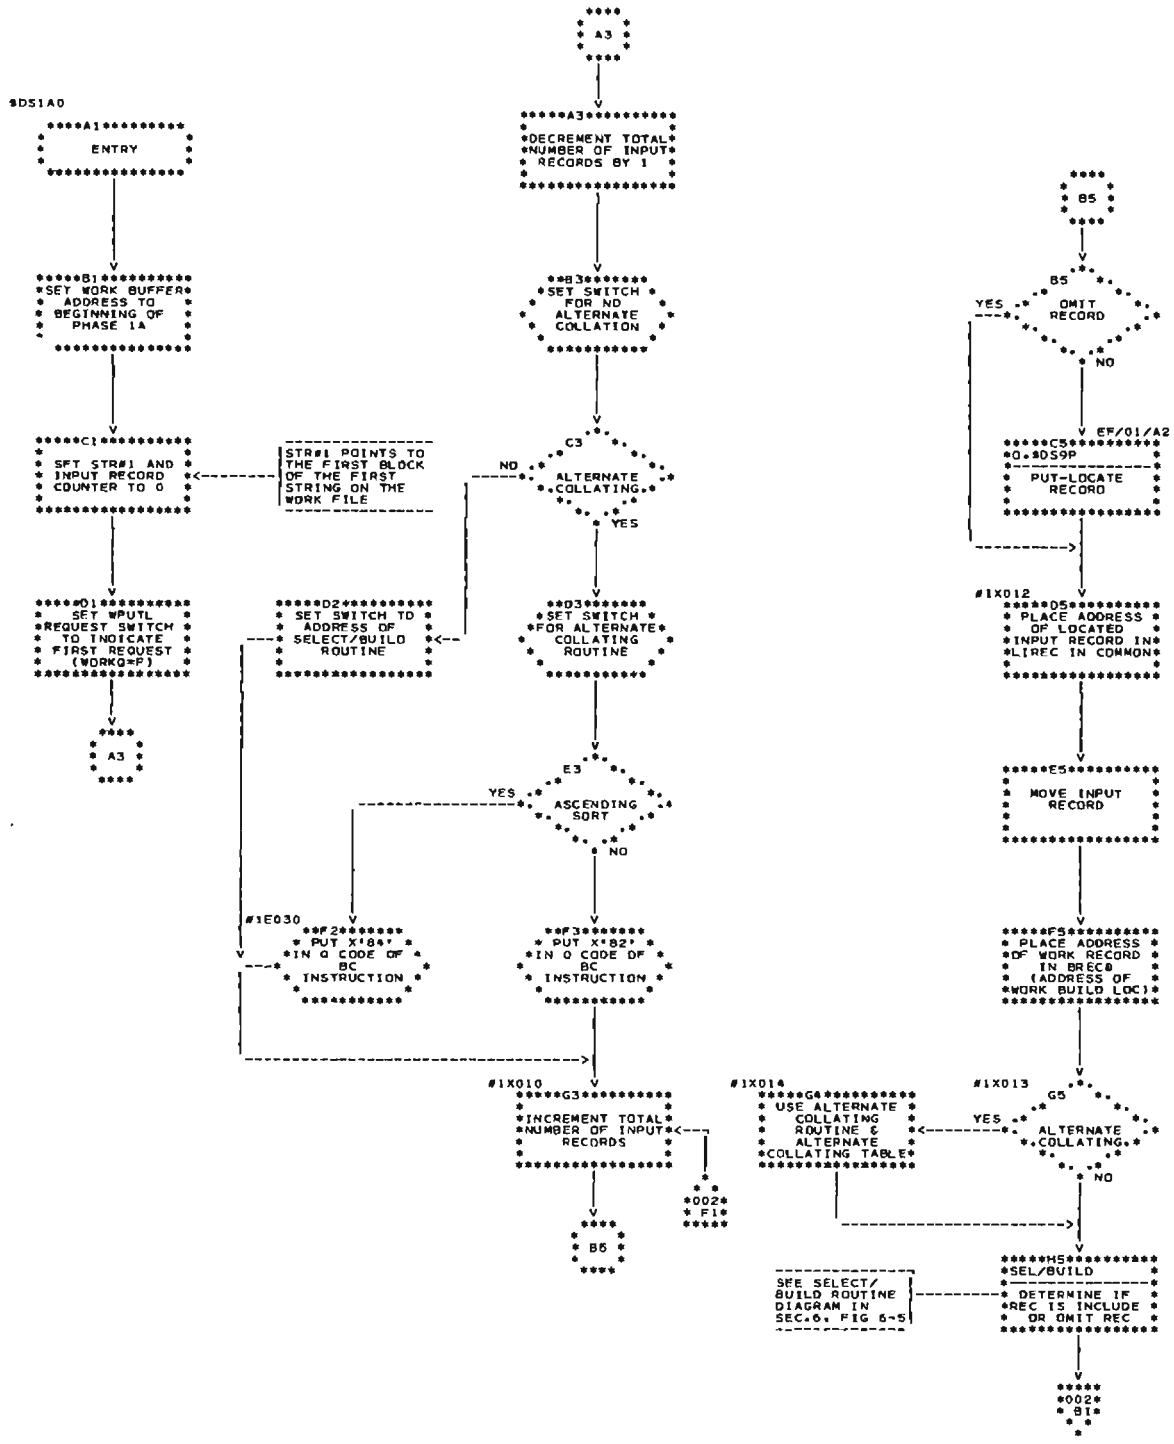 $DS1A0
A1
ENTRY
B1
SET WORK BUFFER
ADDRESS TO
BEGINNING OF
PHASE 1A
C1
SET STR#1 AND
INPUT RECORD
COUNTER TO 0
STR#1 POINTS TO
THE FIRST BLOCK
OF THE FIRST
STRING ON THE
WORK FILE
D1
SET WPUTL
REQUEST SWITCH
TO INDICATE
FIRST REQUEST
(WORKQ=F)
A3
A3
A3
DECREMENT TOTAL
NUMBER OF INPUT
RECORDS BY 1
B3
SET SWITCH
FOR NO
ALTERNATE
COLLATION
C3
ALTERNATE
COLLATING
NO
YES
D2
SET SWITCH TO
ADDRESS OF
SELECT/BUILD
ROUTINE
D3
SET SWITCH
FOR ALTERNATE
COLLATING
ROUTINE
E3
ASCENDING
SORT
YES
NO
#1E030
F2
PUT X'84'
IN Q CODE OF
BC
INSTRUCTION
F3
PUT X'82'
IN Q CODE OF
BC
INSTRUCTION
#1X010
G3
INCREMENT TOTAL
NUMBER OF INPUT
RECORDS
002
F1
B5
B5
B5
OMIT
RECORD
YES
NO
EF/01/A2
C5
O.$DS9P
PUT-LOCATE
RECORD
#1X012
D5
PLACE ADDRESS
OF LOCATED
INPUT RECORD IN
LIREC IN COMMON
E5
MOVE INPUT
RECORD
F5
PLACE ADDRESS
OF WORK RECORD
IN BREC@
(ADDRESS OF
WORK BUILD LOC)
#1X013
G5
ALTERNATE
COLLATING
YES
NO
#1X014
G4
USE ALTERNATE
COLLATING
ROUTINE &
ALTERNATE
COLLATING TABLE
H5
SEL/BUILD
DETERMINE IF
REC IS INCLUDE
OR OMIT REC
SEE SELECT/
BUILD ROUTINE
DIAGRAM IN
SEC.6, FIG 6-5
002
B1